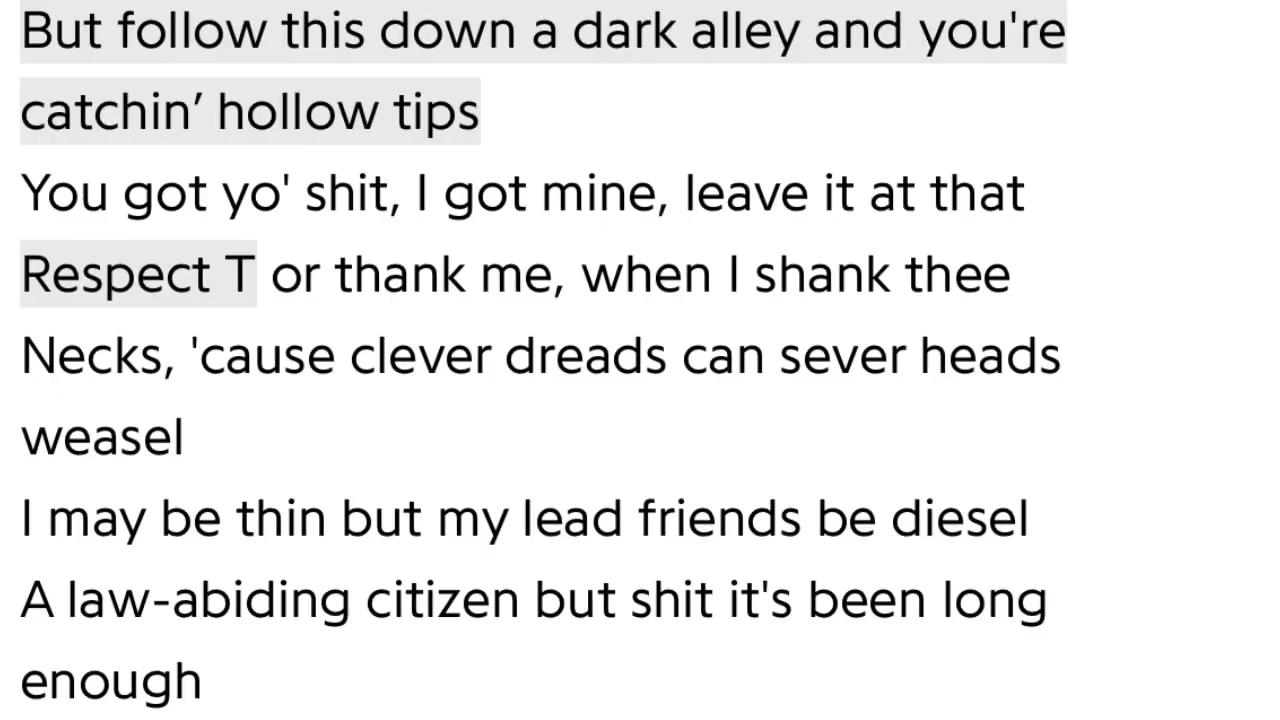 But follow this down a dark alley and you're
catchin’ hollow tips
You got yo' shit, I got mine, leave it at that
Respect T or thank me, when I shank thee
Necks, 'cause clever dreads can sever heads
weasel
I may be thin but my lead friends be diesel
A law-abiding citizen but shit it's been long
enough